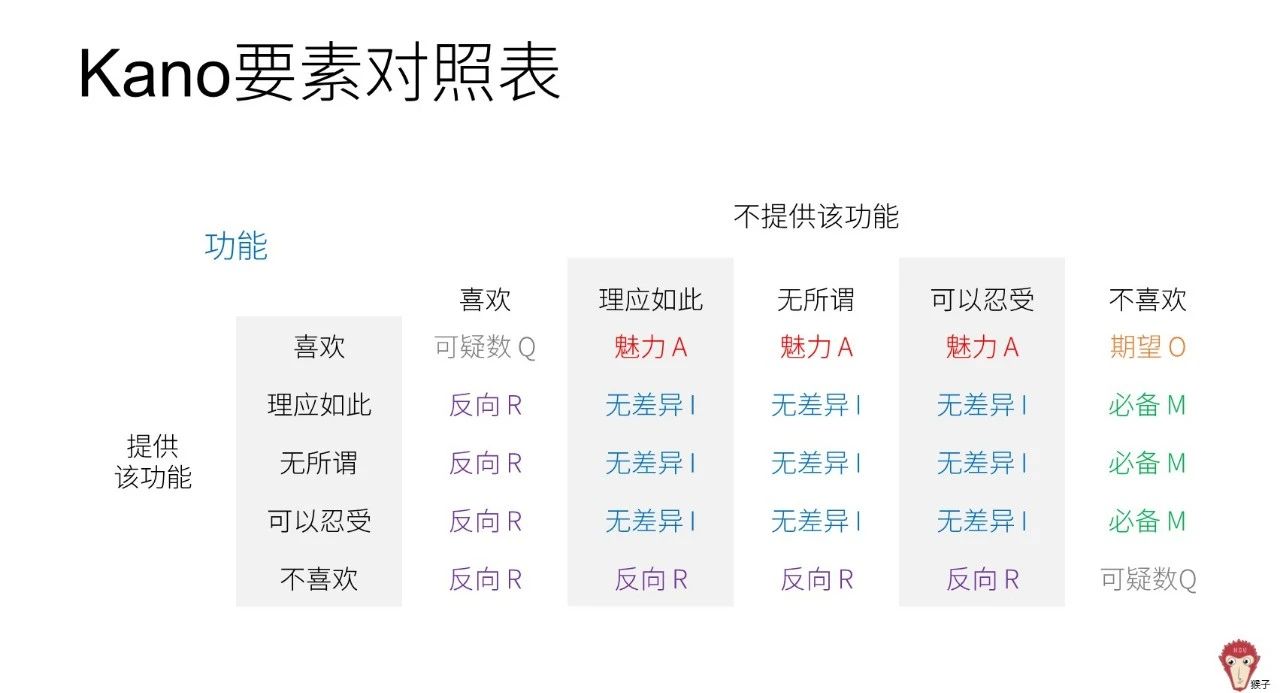 Kano要素对照表
不提供该功能
功能
喜欢 理应如此 无所谓 可以忍受 不喜欢
喜欢 可疑数 Q 魅力 A 魅力 A 魅力 A 期望 O
理应如此 反向 R 无差异 I 无差异 I 无差异 I 必备 M
提供
该功能
无所谓 反向 R 无差异 I 无差异 I 无差异 I 必备 M
可以忍受 反向 R 无差异 I 无差异 I 无差异 I 必备 M
不喜欢 反向 R 反向 R 反向 R 反向 R 可疑数Q
猴子